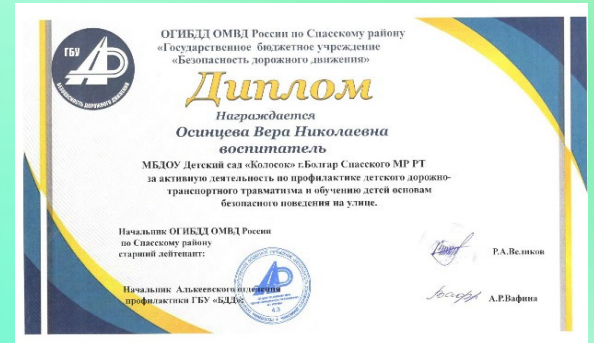 ОГИБДД ОМВД России по Спасскому району
«Государственное бюджетное учреждение
«Безопасность дорожного движения»
ГБУ
БЕЗОПАСНОСТЬ ДОРОЖНОГО ДВИЖЕНИЯ
Диплом
Награждается
Осинцева Вера Николаевна
воспитатель
МБДОУ Детский сад «Колосок» г.Болгар Спасского МР РТ
за активную деятельность по профилактике детского дорожно-
транспортного травматизма и обучению детей основам
безопасного поведения на улице.
Начальник ОГИБДД ОМВД России
по Спасскому району
старший лейтенант:
Р.А.Великов
Начальник Алькеевского отделения
профилактики ГБУ «БДД»:
А.Р.Вафина